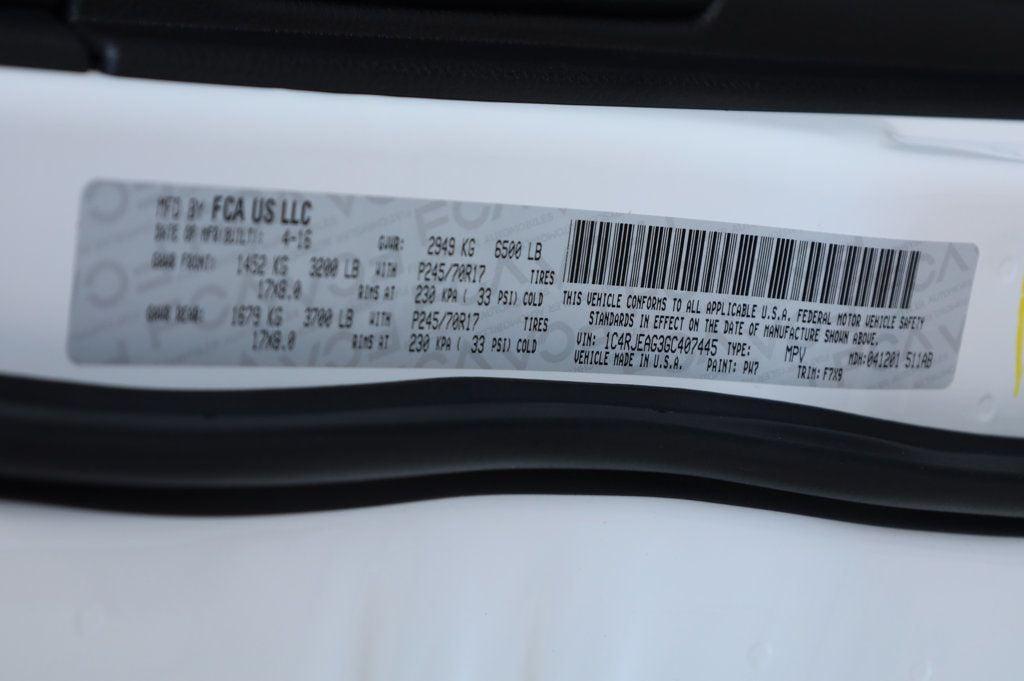 MFD BY FCA US LLC
DATE OF MFR(BUILT): 4-16 GVWR: 2949 KG 6500 LB
GAWR FRONT: 1452 KG 3200 LB WITH P245/70R17 TIRES
17X8.0 RIMS AT 230 KPA ( 33 PSI) COLD
GAWR REAR: 1679 KG 3700 LB WITH P245/70R17 TIRES
17X8.0 RIMS AT 230 KPA ( 33 PSI) COLD
THIS VEHICLE CONFORMS TO ALL APPLICABLE U.S.A. FEDERAL MOTOR VEHICLE SAFETY
STANDARDS IN EFFECT ON THE DATE OF MANUFACTURE SHOWN ABOVE.
VIN: 1C4RJEAG3GC407445 TYPE: MPV MDH: 041201 511AB
VEHICLE MADE IN U.S.A. PAINT: PW7 TRIM: F7X9